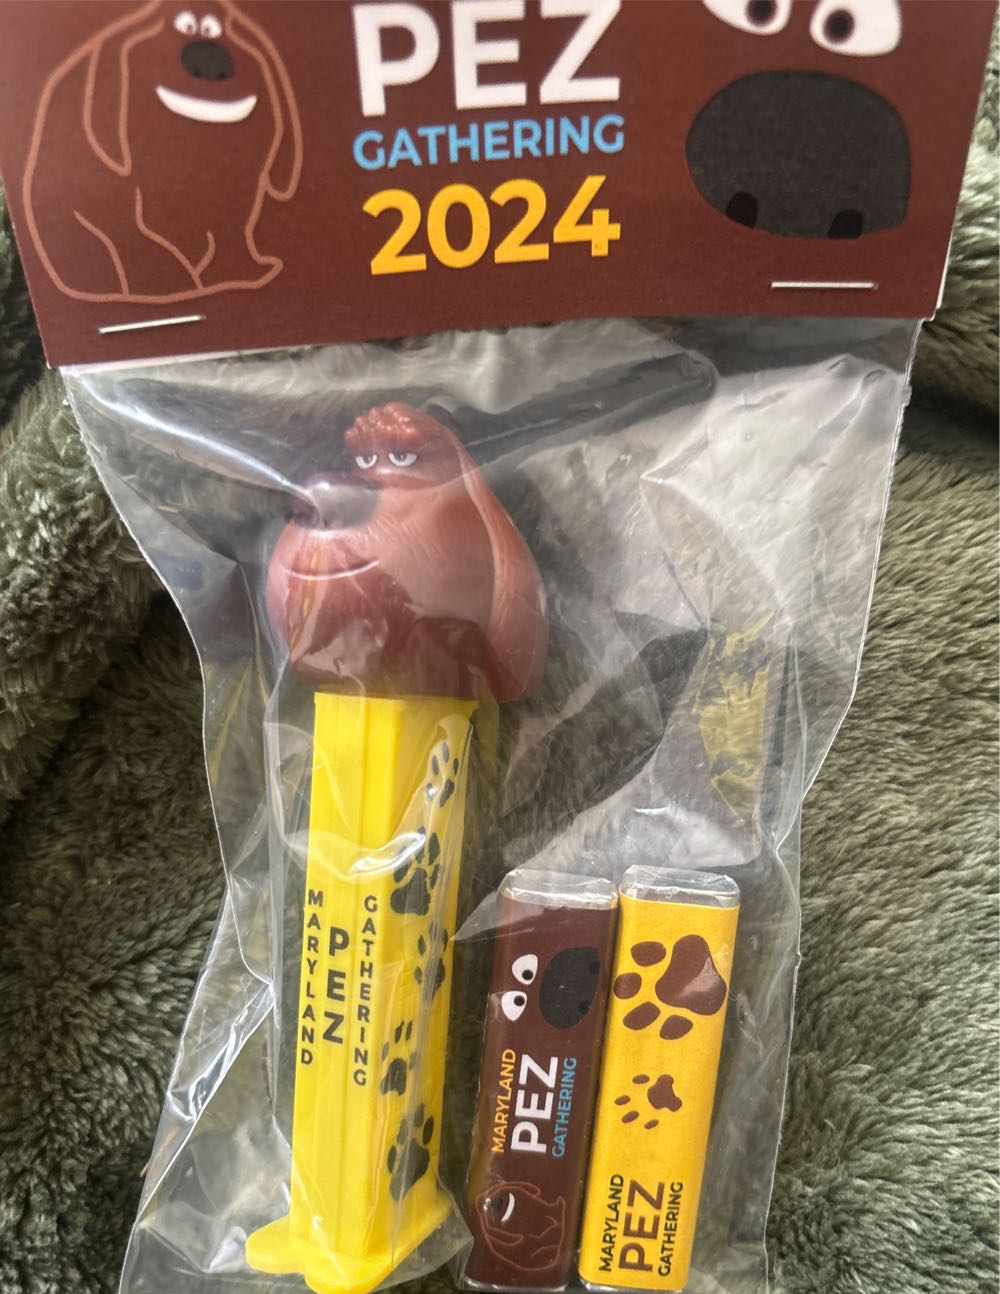 PEZ
GATHERING
2024
MARYLAND
PEZ
GATHERING
MARYLAND
PEZ
GATHERING
MARYLAND
PEZ
GATHERING